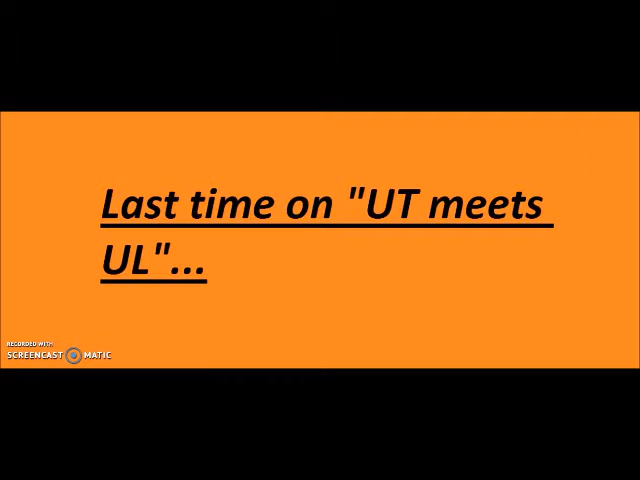 Last time on "UT meets
UL"...
RECORDED WITH
SCREENCAST MATIC